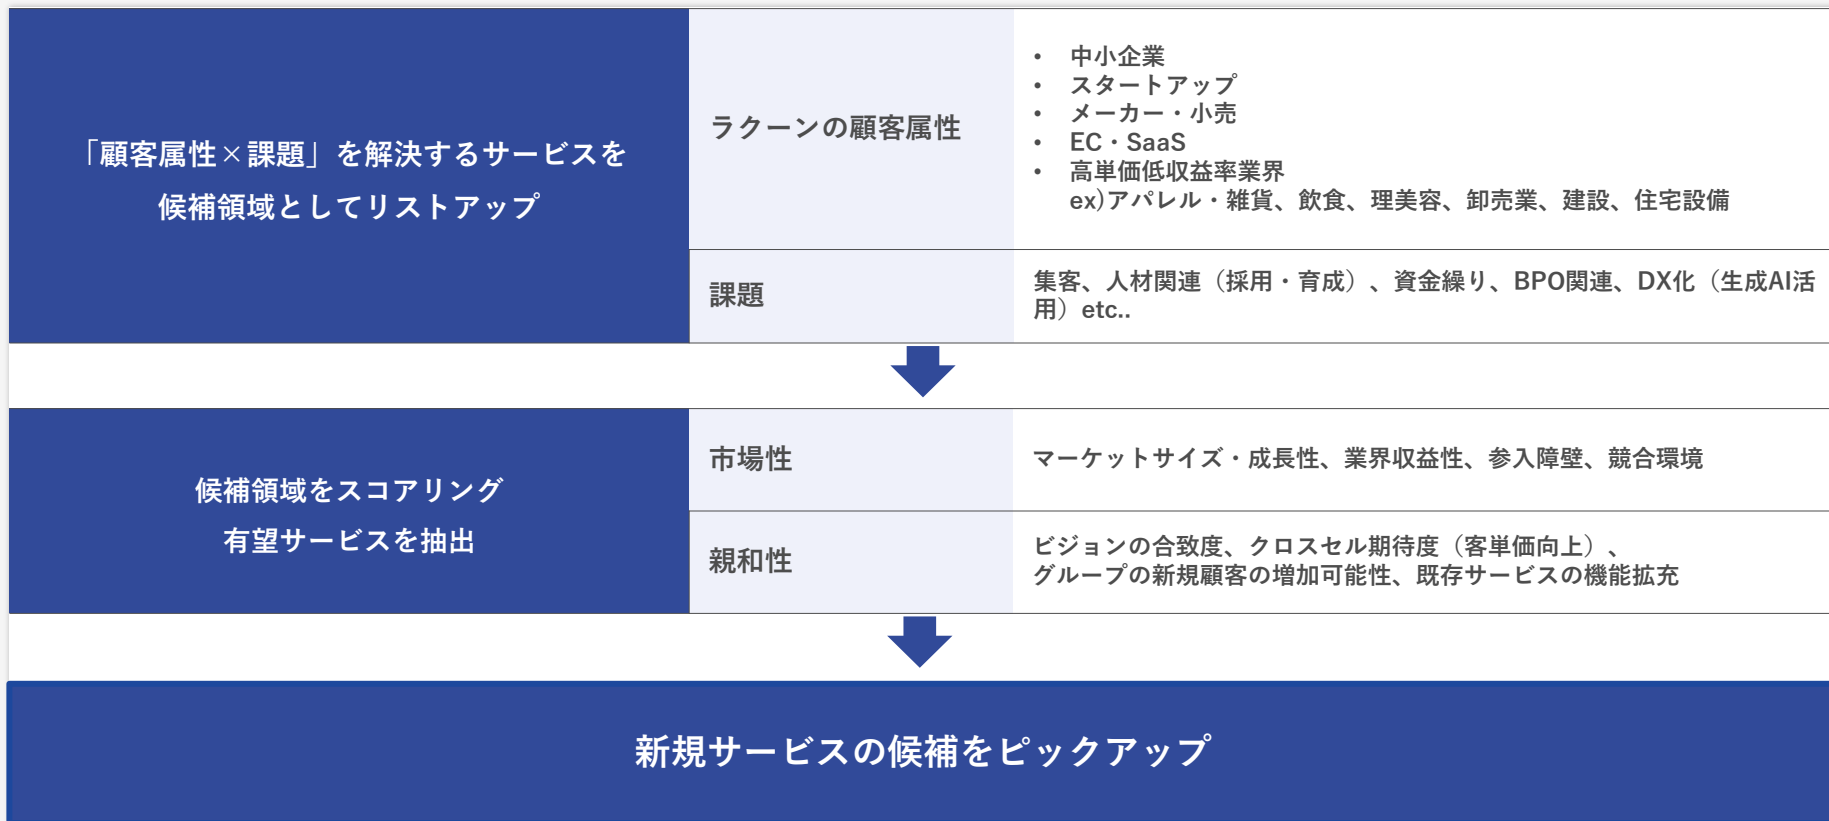 「顧客属性×課題」を解決するサービスを
候補領域としてリストアップ
ラクーンの顧客属性
• 中小企業
• スタートアップ
• メーカー・小売
• EC・SaaS
• 高単価低収益率業界
ex)アパレル・雑貨、飲食、理美容、卸売業、建設、住宅設備
課題
集客、人材関連（採用・育成）、資金繰り、BPO関連、DX化（生成AI活
用）etc..
候補領域をスコアリング
有望サービスを抽出
市場性
マーケットサイズ・成長性、業界収益性、参入障壁、競合環境
親和性
ビジョンの合致度、クロスセル期待度（客単価向上）、
グループの新規顧客の増加可能性、既存サービスの機能拡充
新規サービスの候補をピックアップ